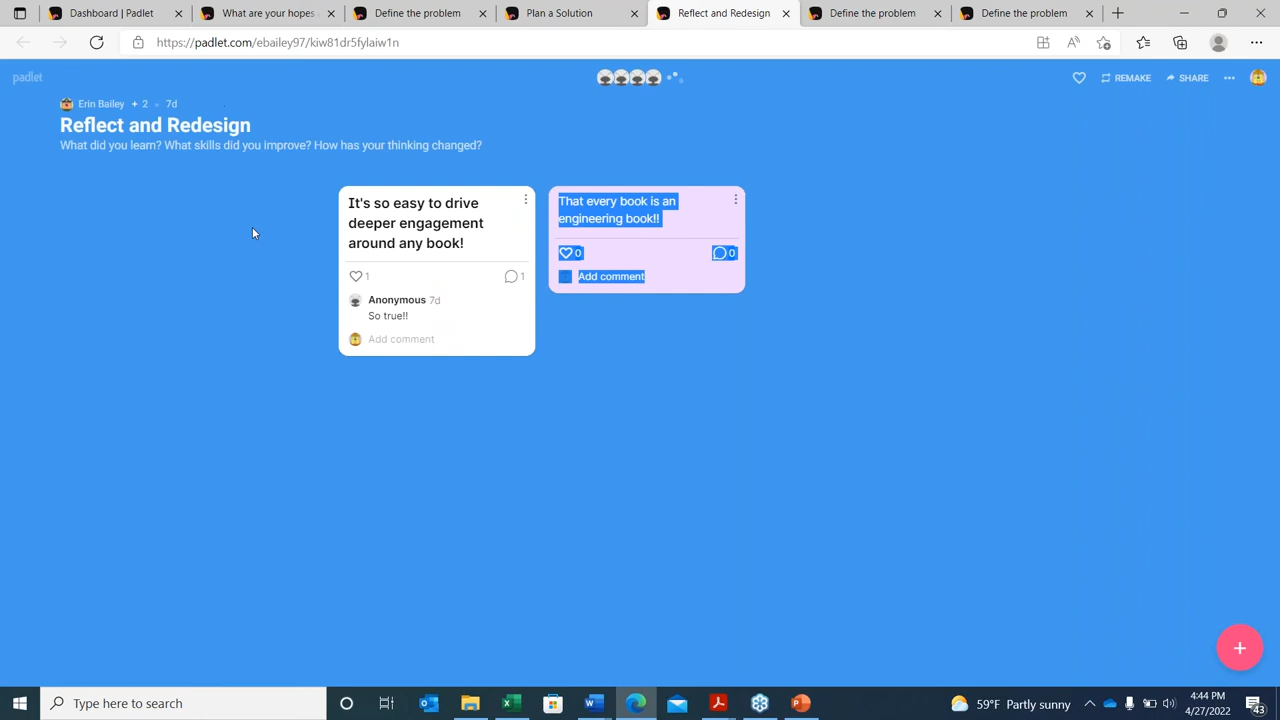 Dashboard | Padlet
What are your hopes
Define the problem
Plan a Solution
Reflect and Redesign
Define the problem
Define the problem
https://padlet.com/ebailey97/kiw81dr5fylaiw1n
padlet
REMAKE
SHARE
Erin Bailey + 2 • 7d
Reflect and Redesign
What did you learn? What skills did you improve? How has your thinking changed?
It's so easy to drive
deeper engagement
around any book!
1
1
Anonymous 7d
So true!!
Add comment
That every book is an
engineering book!!
0
0
Add comment
Type here to search
59°F Partly sunny
4:44 PM
4/27/2022
43